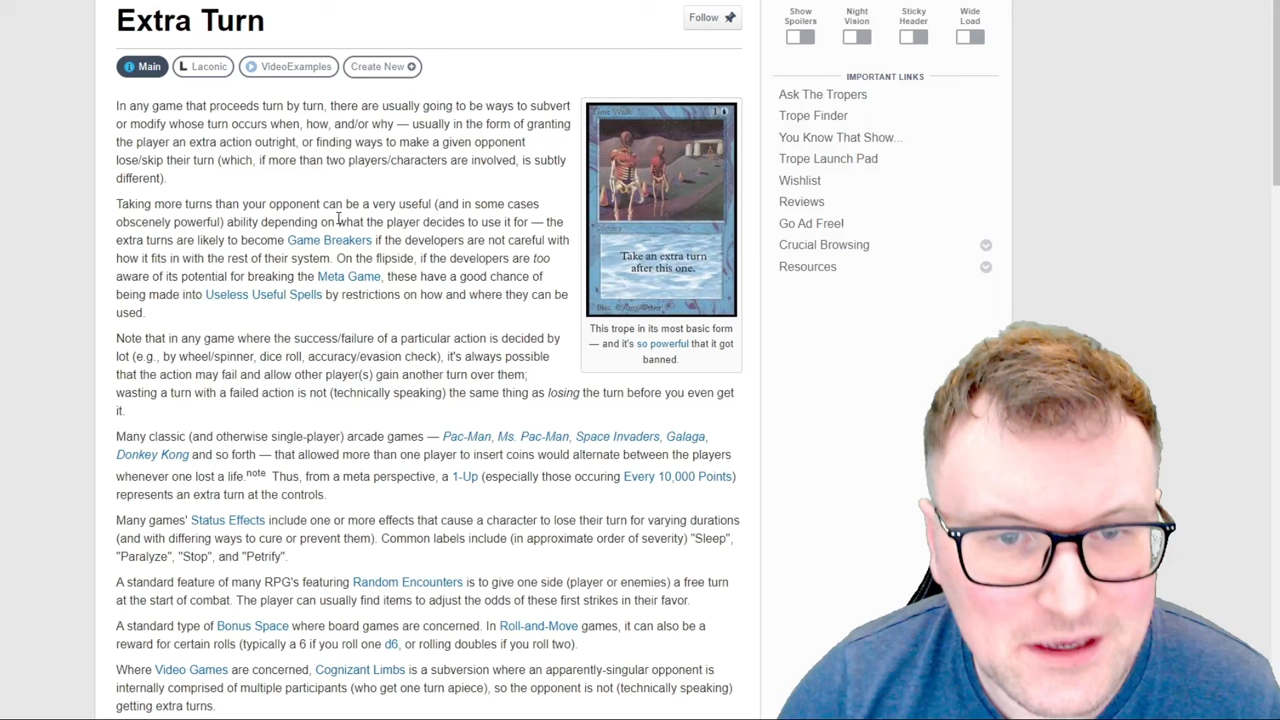 Extra Turn
Follow
Show Spoilers
Night Vision
Sticky Header
Wide Load
Main
Laconic
VideoExamples
Create New
IMPORTANT LINKS
Ask The Tropers
Trope Finder
You Know That Show...
Trope Launch Pad
Wishlist
Reviews
Go Ad Free!
Crucial Browsing
Resources
In any game that proceeds turn by turn, there are usually going to be ways to subvert
or modify whose turn occurs when, how, and/or why — usually in the form of granting
the player an extra action outright, or finding ways to make a given opponent
lose/skip their turn (which, if more than two players/characters are involved, is subtly
different).
Taking more turns than your opponent can be a very useful (and in some cases
obscenely powerful) ability depending on what the player decides to use it for — the
extra turns are likely to become Game Breakers if the developers are not careful with
how it fits in with the rest of their system. On the flipside, if the developers are too
aware of its potential for breaking the Meta Game, these have a good chance of
being made into Useless Useful Spells by restrictions on how and where they can be
used.
Time Walk
1
Sorcery
Take an extra turn
after this one.
Illus. © Amy Weber
This trope in its most basic form
— and it's so powerful that it got
banned.
Note that in any game where the success/failure of a particular action is decided by
lot (e.g., by wheel/spinner, dice roll, accuracy/evasion check), it's always possible
that the action may fail and allow other player(s) gain another turn over them;
wasting a turn with a failed action is not (technically speaking) the same thing as losing the turn before you even get
it.
Many classic (and otherwise single-player) arcade games — Pac-Man, Ms. Pac-Man, Space Invaders, Galaga,
Donkey Kong and so forth — that allowed more than one player to insert coins would alternate between the players
whenever one lost a life.note Thus, from a meta perspective, a 1-Up (especially those occuring Every 10,000 Points)
represents an extra turn at the controls.
Many games' Status Effects include one or more effects that cause a character to lose their turn for varying durations
(and with differing ways to cure or prevent them). Common labels include (in approximate order of severity) "Sleep",
"Paralyze", "Stop", and "Petrify".
A standard feature of many RPG's featuring Random Encounters is to give one side (player or enemies) a free turn
at the start of combat. The player can usually find items to adjust the odds of these first strikes in their favor.
A standard type of Bonus Space where board games are concerned. In Roll-and-Move games, it can also be a
reward for certain rolls (typically a 6 if you roll one d6, or rolling doubles if you roll two).
Where Video Games are concerned, Cognizant Limbs is a subversion where an apparently-singular opponent is
internally comprised of multiple participants (who get one turn apiece), so the opponent is not (technically speaking)
getting extra turns.